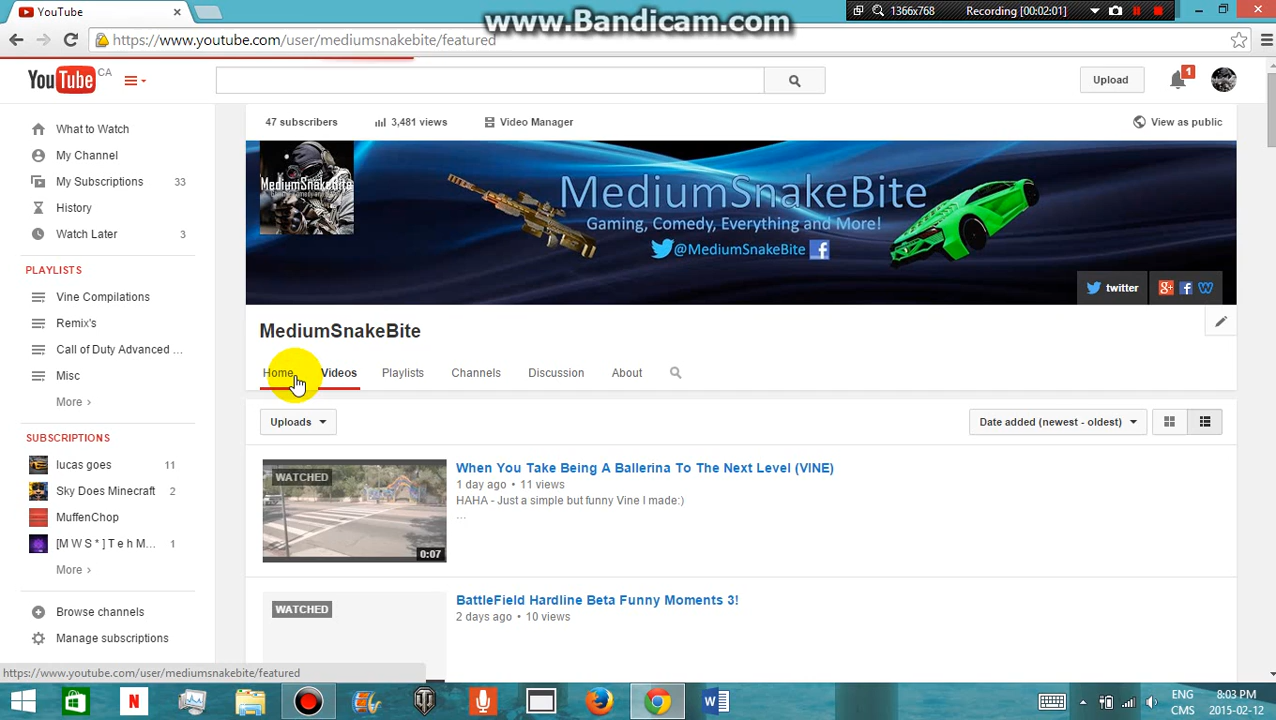 www.Bandicam.com
YouTube
1366x768
Recording [00:02:01]
https://www.youtube.com/user/mediumsnakebite/featured
YouTube CA
Upload
1
47 subscribers
3,481 views
Video Manager
View as public
What to Watch
My Channel
My Subscriptions 33
History
Watch Later 3
PLAYLISTS
Vine Compilations
Remix's
Call of Duty Advanced ...
Misc
More ›
SUBSCRIPTIONS
lucas goes 11
Sky Does Minecraft 2
MuffenChop
[M W S * ] T e h M... 1
More ›
Browse channels
Manage subscriptions
MediumSnakeBite
MediumSnakeBite
Gaming, Comedy, Everything and More!
@MediumSnakeBite
twitter
MediumSnakeBite
Home Videos Playlists Channels Discussion About
Uploads
Date added (newest - oldest)
WATCHED
0:07
When You Take Being A Ballerina To The Next Level (VINE)
1 day ago • 11 views
HAHA - Just a simple but funny Vine I made:)
...
WATCHED
BattleField Hardline Beta Funny Moments 3!
2 days ago • 10 views
https://www.youtube.com/user/mediumsnakebite/featured
ENG
CMS
8:03 PM
2015-02-12